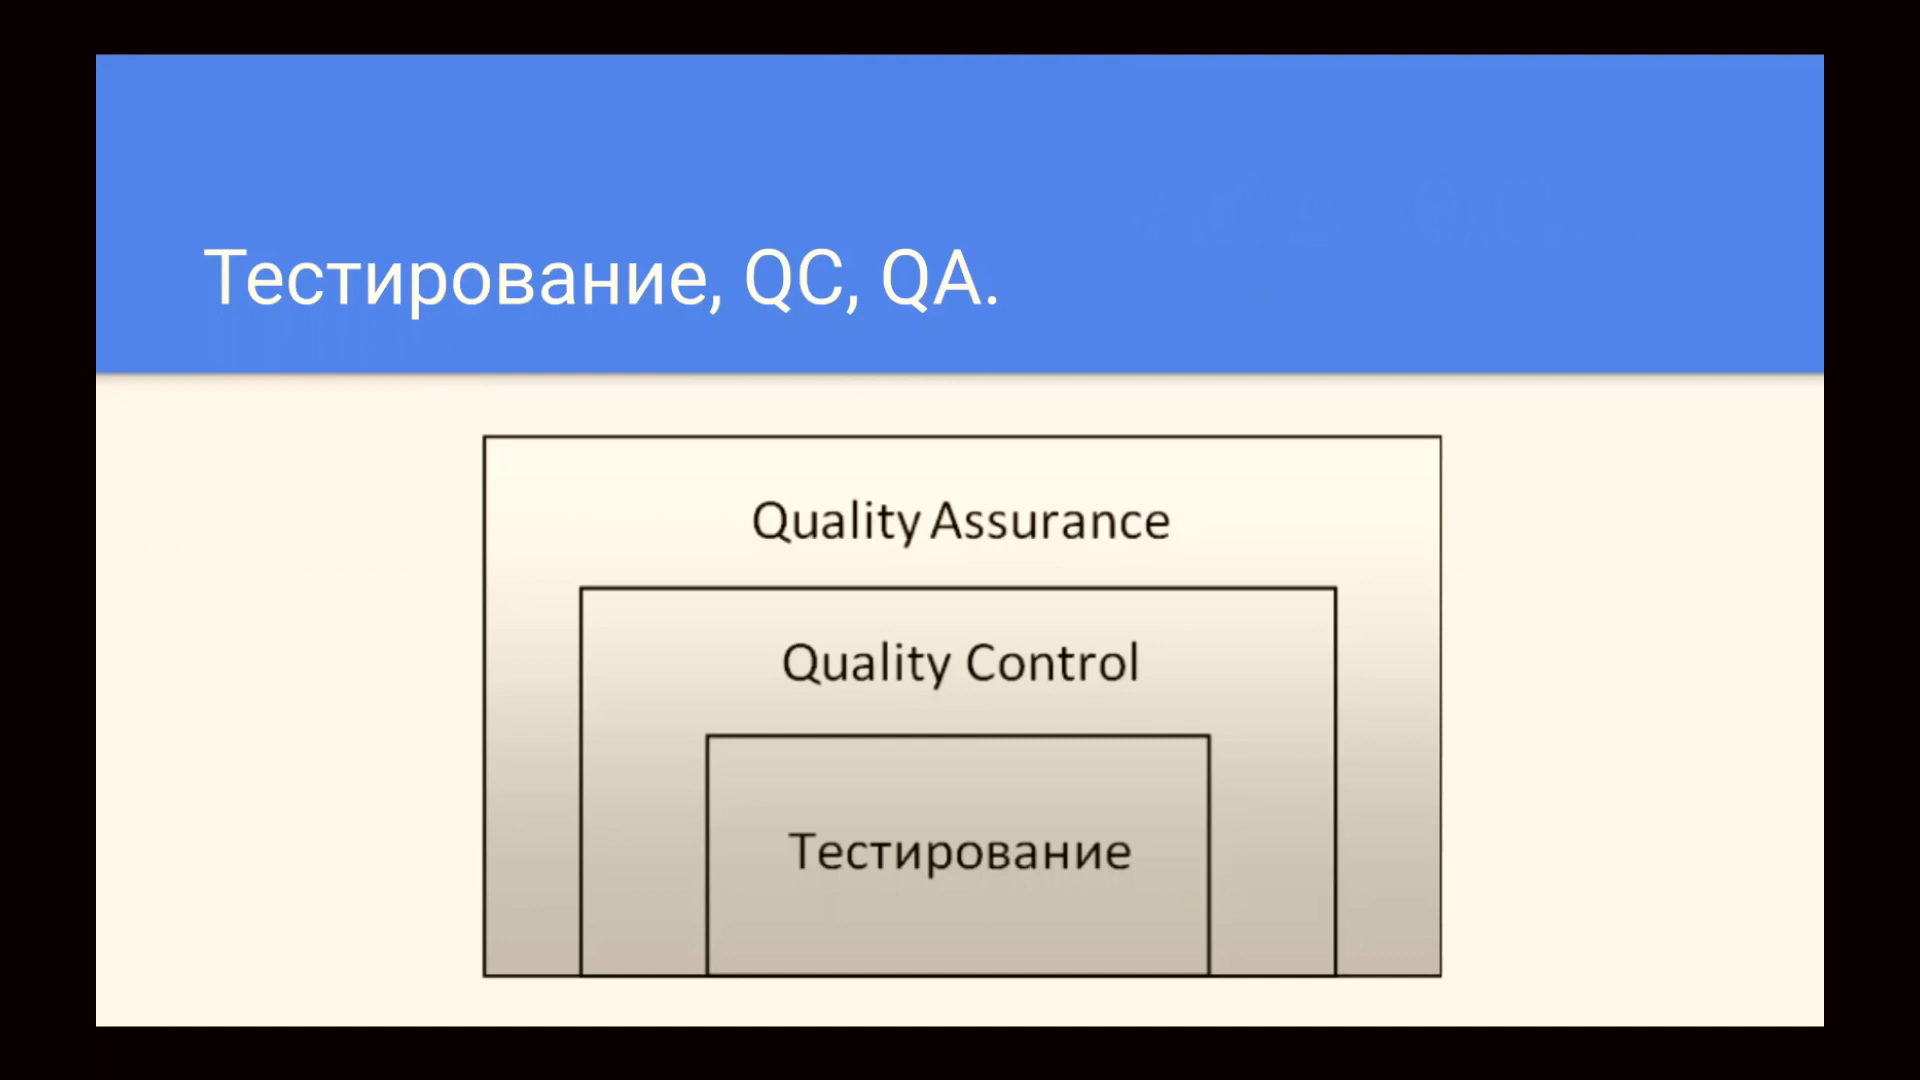 Тестирование, QC, QA.
Quality Assurance
Quality Control
Тестирование